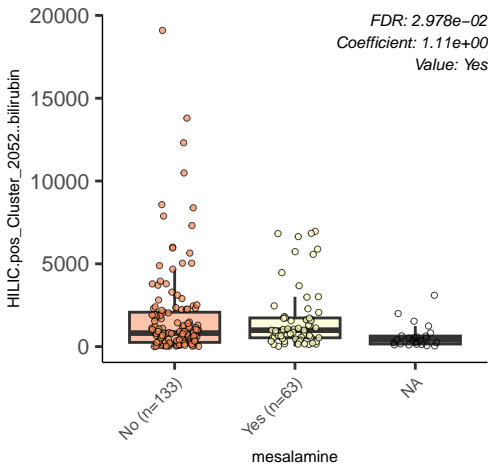 FDR: 2.978e−02
Coefficient: 1.11e+00
Value: Yes
HILIC.pos_Cluster_2052..bilirubin
20000
15000
10000
5000
0
No (n=133)
Yes (n=63)
NA
mesalamine